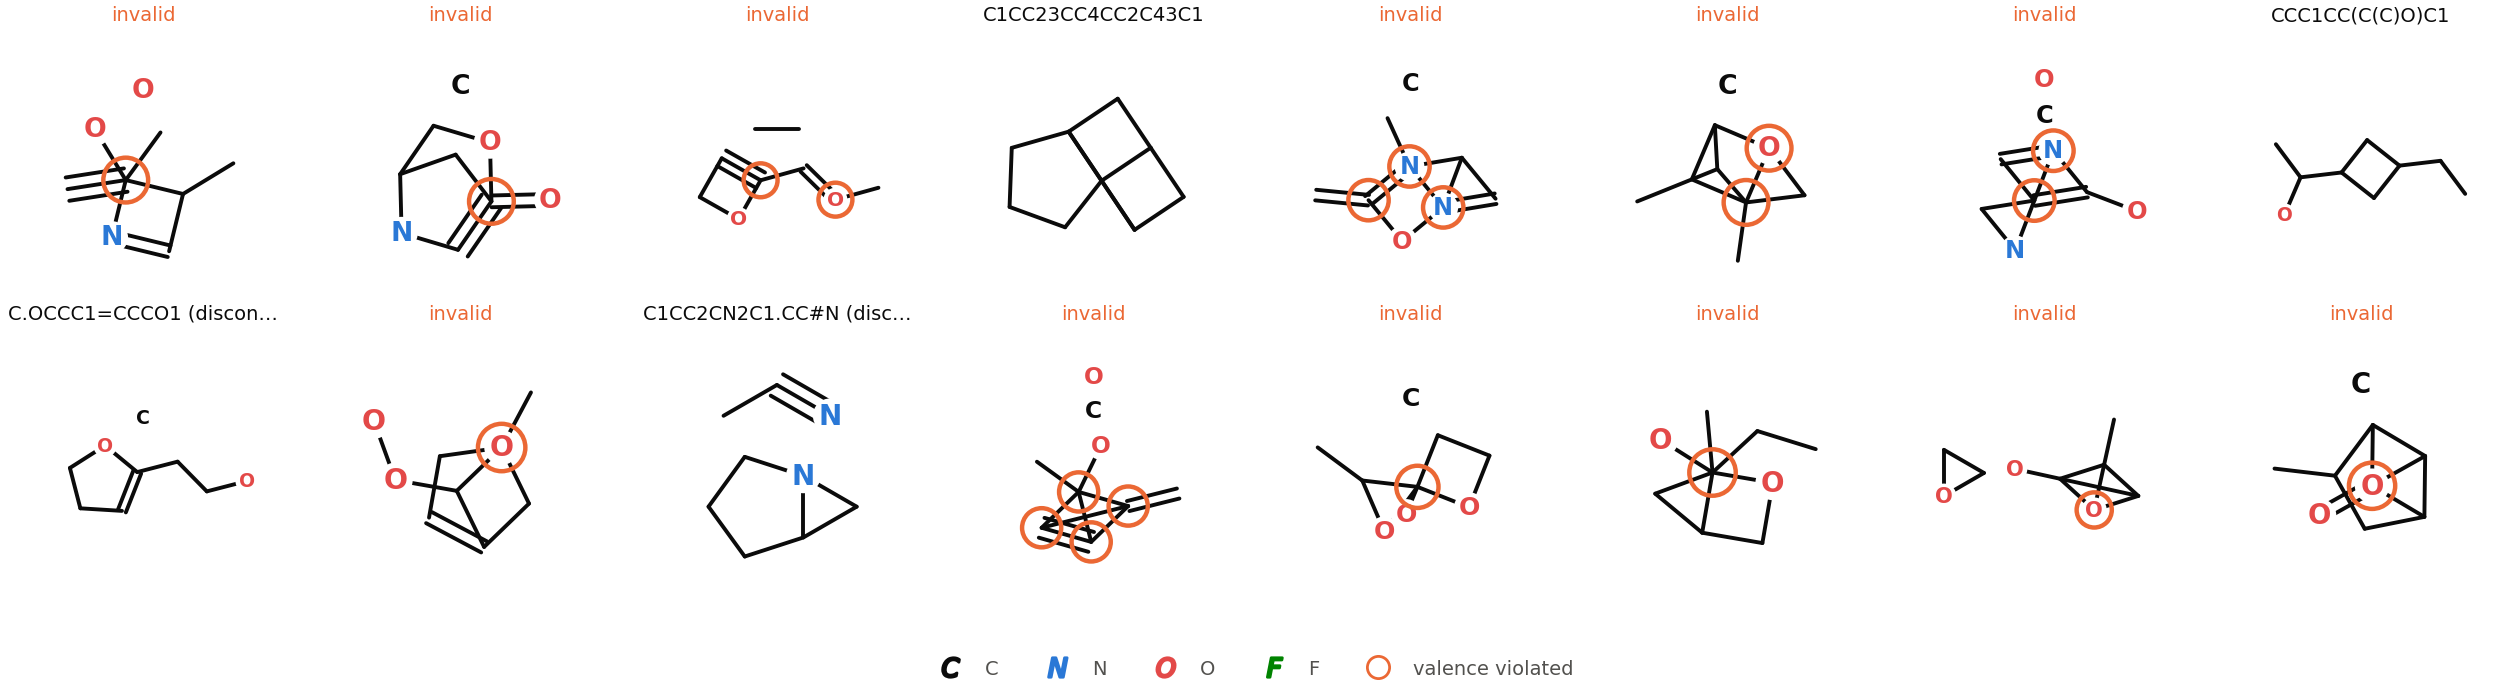 invalid invalid invalid C1CC23CC4CC2C43C1 invalid invalid invalid CCC1CC(C(C)O)C1
O C C C O
O O N O C
N O O N O N O
N O O N O
C.OCCC1=CCCO1 (discon... invalid C1CC2CN2C1.CC#N (disc... invalid invalid invalid invalid invalid
O C O C C
C O N C O O
O O O N O O O O O O O
O O O O O
C C N N O O F F valence violated